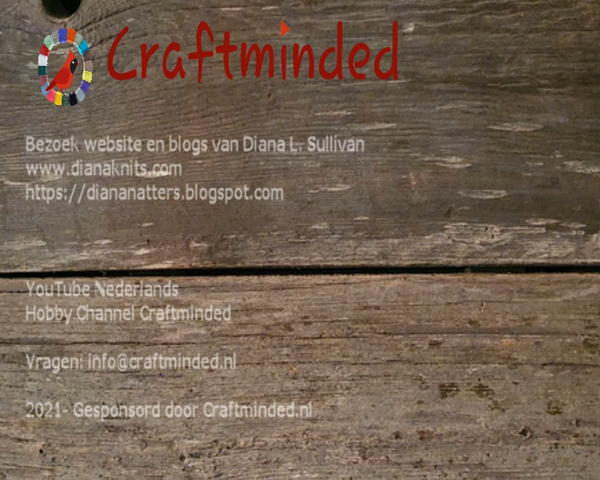 Craftminded
Bezoek website en blogs van Diana L. Sullivan
www.dianaknits.com
https://diananatters.blogspot.com
YouTube Nederlands
Hobby Channel Craftminded
Vragen: info@craftminded.nl
2021- Gesponsord door Craftminded.nl